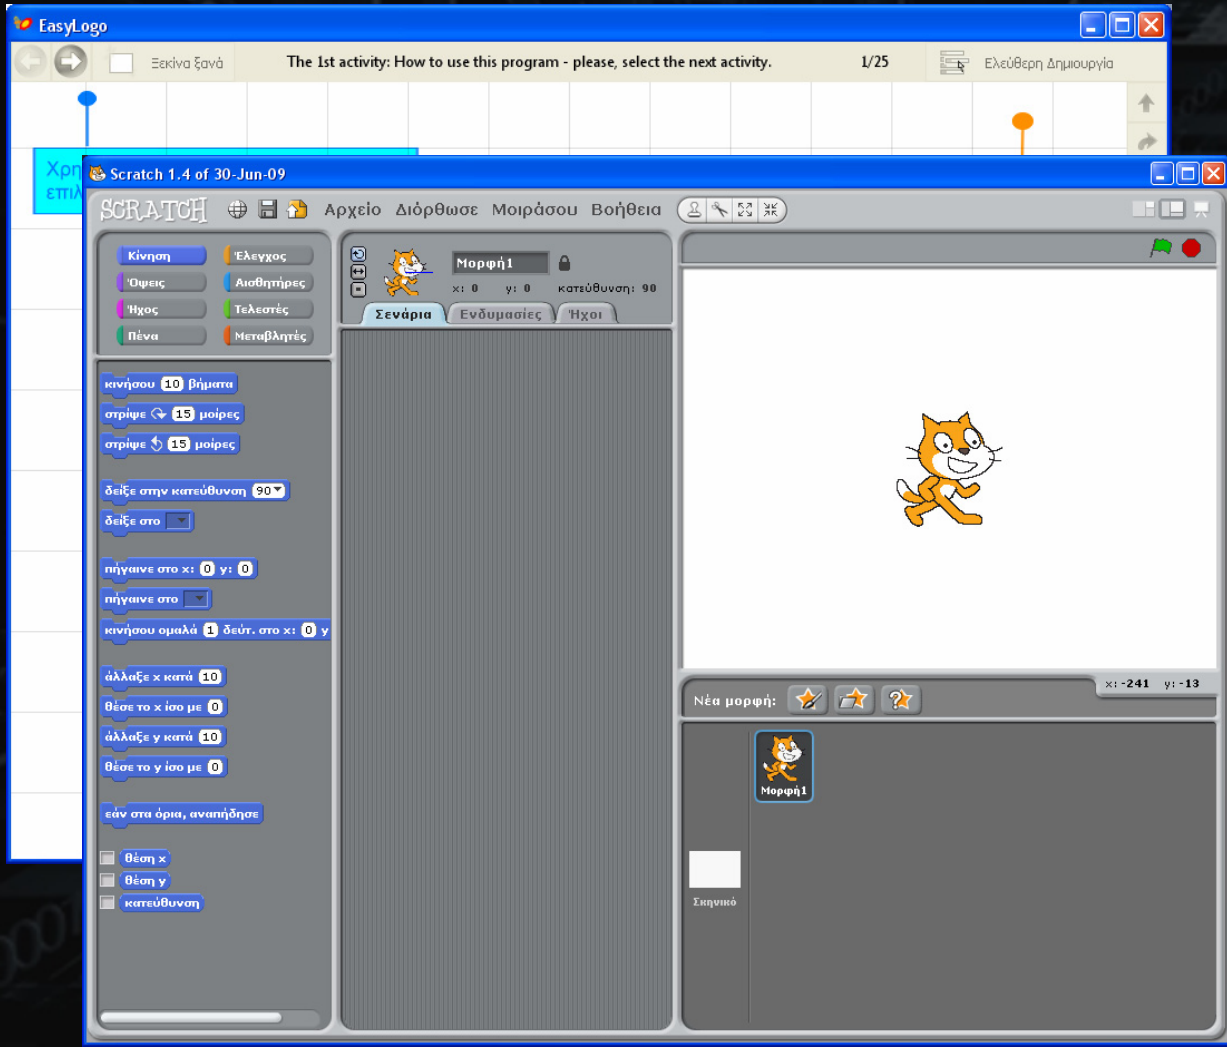 EasyLogo
Ξεκίνα ξανά
The 1st activity: How to use this program - please, select the next activity.
1/25
Ελεύθερη Δημιουργία
Scratch 1.4 of 30-Jun-09
SCRATCH
Αρχείο Διόρθωσε Μοιράσου Βοήθεια
Κίνηση Έλεγχος
Όψεις Αισθητήρες
Ήχος Τελεστές
Πένα Μεταβλητές
Μορφή1
x: 0 y: 0 κατεύθυνση: 90
Σενάρια Ενδυμασίες Ήχοι
κινήσου 10 βήματα
στρίψε 15 μοίρες
στρίψε 15 μοίρες
δείξε στην κατεύθυνση 90
δείξε στο
πήγαινε στο x: 0 y: 0
πήγαινε στο
κινήσου ομαλά 1 δεύτ. στο x: 0 y
άλλαξε x κατά 10
θέσε το x ίσο με 0
άλλαξε y κατά 10
θέσε το y ίσο με 0
εάν στα όρια, αναπήδησε
θέση x
θέση y
κατεύθυνση
x: -241 y: -13
Νέα μορφή:
Μορφή1
Σκηνικό